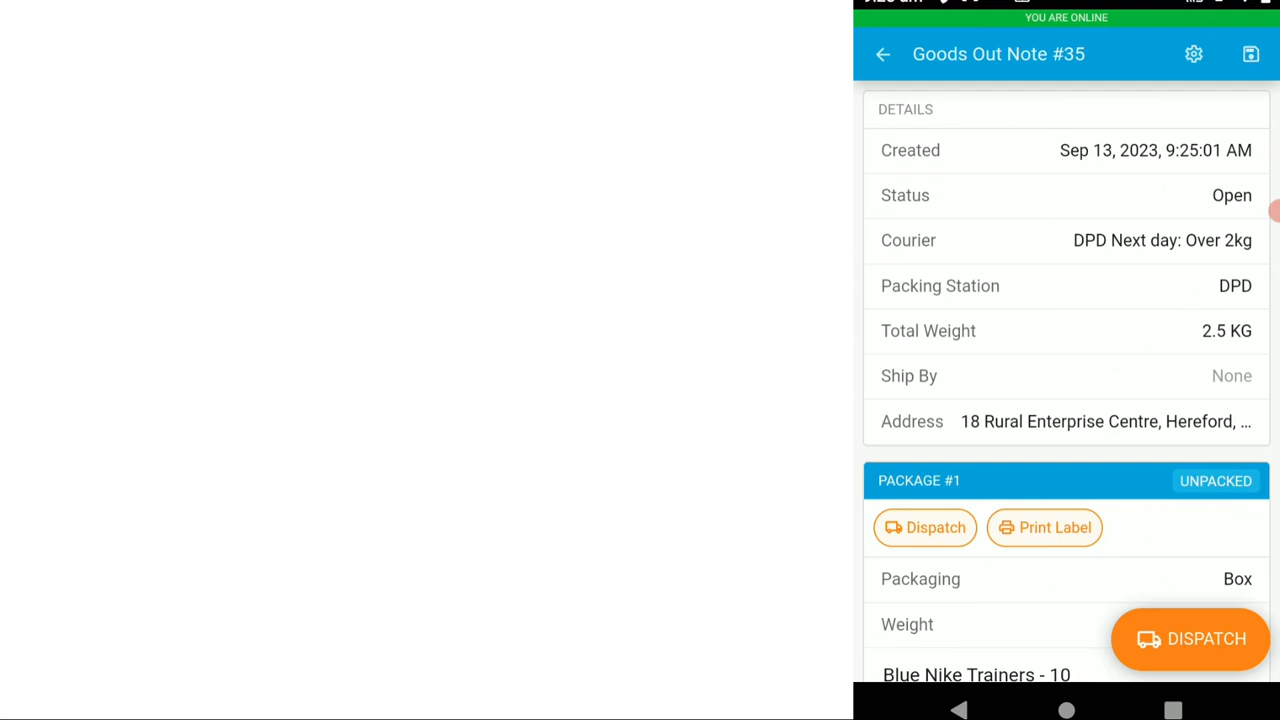 YOU ARE ONLINE
Goods Out Note #35
DETAILS
Created Sep 13, 2023, 9:25:01 AM
Status Open
Courier DPD Next day: Over 2kg
Packing Station DPD
Total Weight 2.5 KG
Ship By None
Address 18 Rural Enterprise Centre, Hereford, ...
PACKAGE #1 UNPACKED
Dispatch Print Label
Packaging Box
Weight
DISPATCH
Blue Nike Trainers - 10